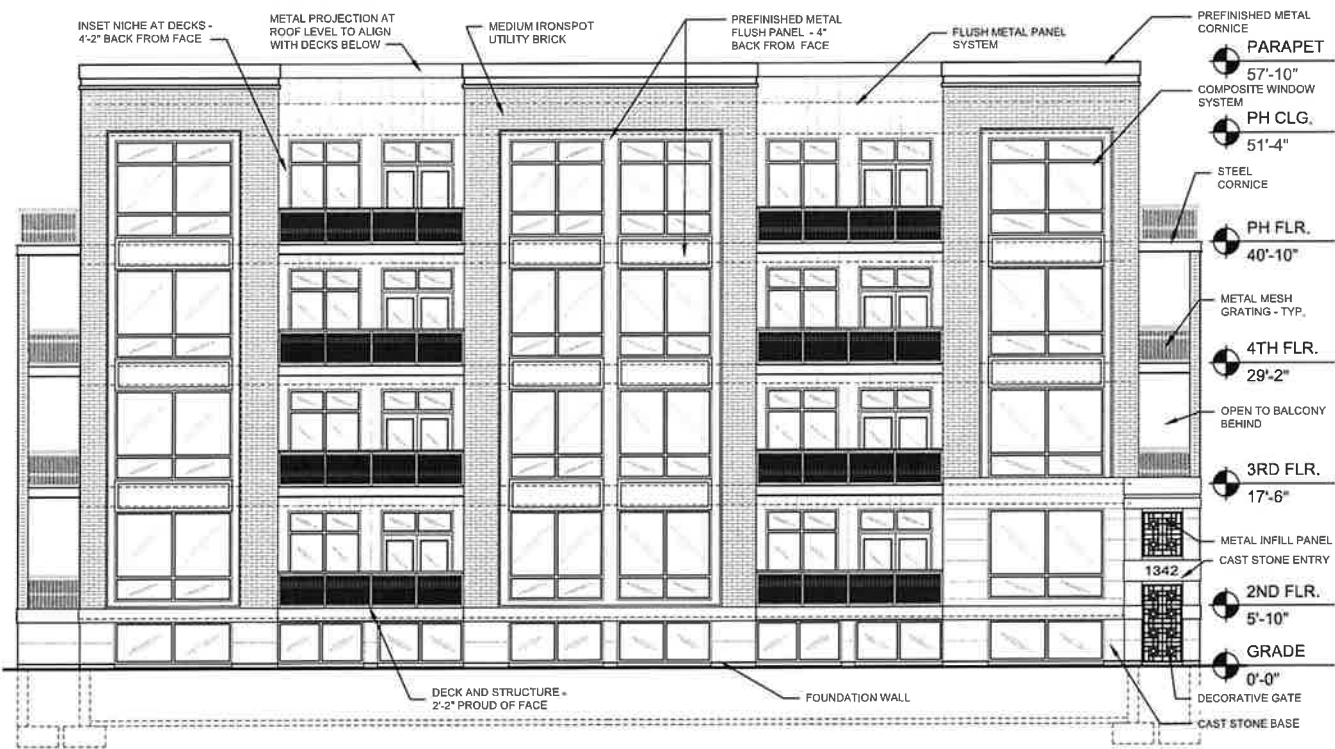 INSET NICHE AT DECKS -
4'-2" BACK FROM FACE
METAL PROJECTION AT
ROOF LEVEL TO ALIGN
WITH DECKS BELOW
MEDIUM IRONSPOT
UTILITY BRICK
PREFINISHED METAL
FLUSH PANEL - 4"
BACK FROM FACE
FLUSH METAL PANEL
SYSTEM
PREFINISHED METAL
CORNICE
PARAPET
57'-10"
COMPOSITE WINDOW
SYSTEM
PH CLG.
51'-4"
STEEL
CORNICE
PH FLR.
40'-10"
METAL MESH
GRATING - TYP.
4TH FLR.
29'-2"
OPEN TO BALCONY
BEHIND
3RD FLR.
17'-6"
METAL INFILL PANEL
CAST STONE ENTRY
1342
2ND FLR.
5'-10"
GRADE
0'-0"
DECORATIVE GATE
CAST STONE BASE
DECK AND STRUCTURE -
2'-2" PROUD OF FACE
FOUNDATION WALL